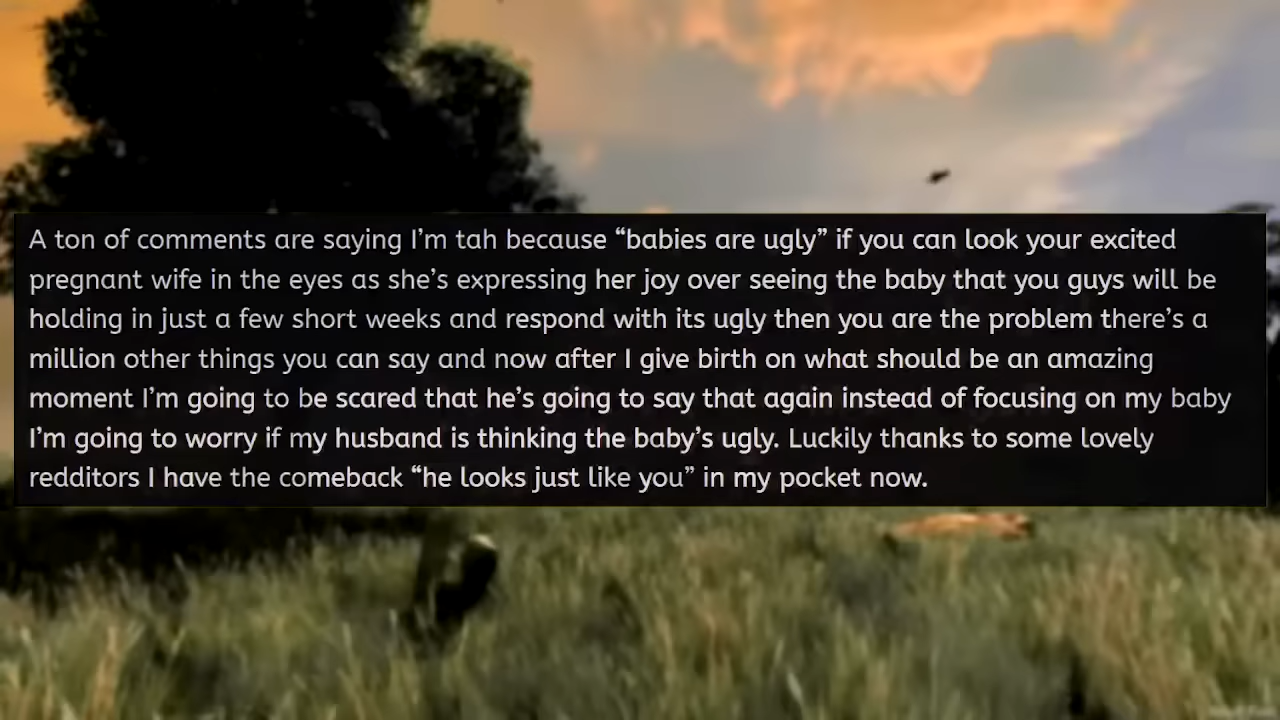 A ton of comments are saying I’m tah because “babies are ugly” if you can look your excited
pregnant wife in the eyes as she’s expressing her joy over seeing the baby that you guys will be
holding in just a few short weeks and respond with its ugly then you are the problem there’s a
million other things you can say and now after I give birth on what should be an amazing
moment I’m going to be scared that he’s going to say that again instead of focusing on my baby
I’m going to worry if my husband is thinking the baby’s ugly. Luckily thanks to some lovely
redditors I have the comeback “he looks just like you” in my pocket now.